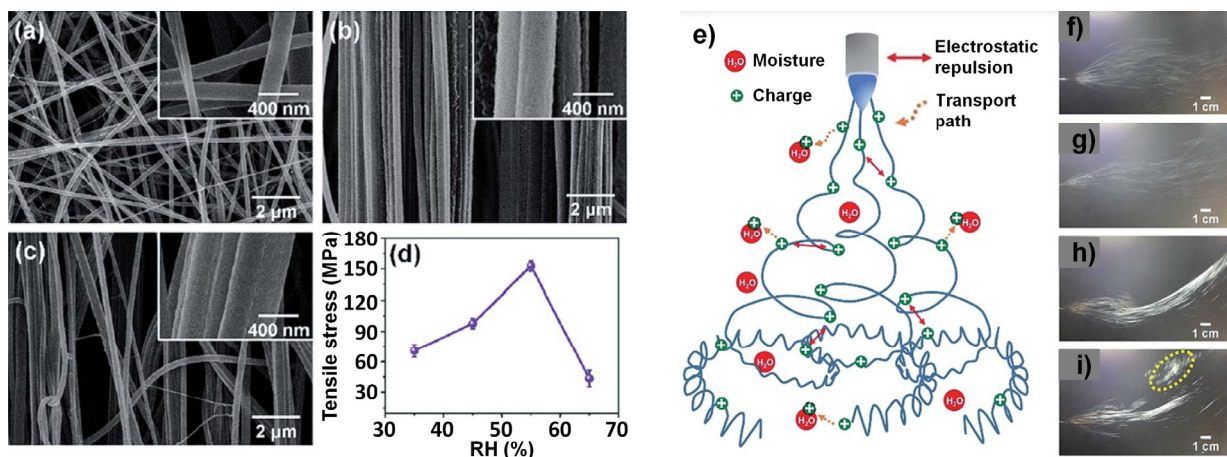 (a)
400 nm
2 µm
(b)
400 nm
2 µm
(c)
400 nm
2 µm
(d)
Tensile stress (MPa)
180
150
120
90
60
30
30 40 50 60 70
RH (%)
e)
H₂O Moisture
+ Charge
Electrostatic
repulsion
Transport
path
+
+
+
H₂O
+
+
+
+
H₂O
+
H₂O
+
+
+
+
H₂O
H₂O
+
+
+
+
+
+
+
H₂O
+
H₂O
+
+
H₂O
+
+
f)
1 cm
g)
1 cm
h)
1 cm
i)
1 cm